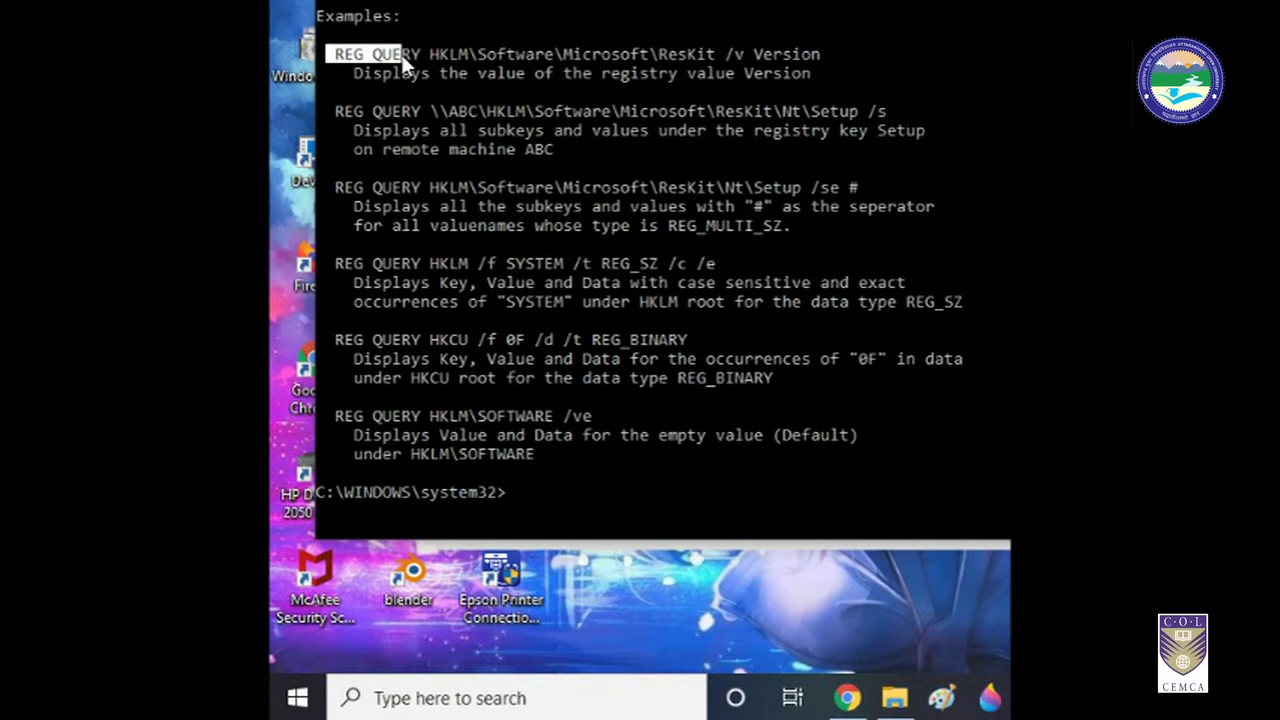 Examples:
REG QUERY HKLM\Software\Microsoft\ResKit /v Version
Displays the value of the registry value Version
REG QUERY \\ABC\HKLM\Software\Microsoft\ResKit\Nt\Setup /s
Displays all subkeys and values under the registry key Setup
on remote machine ABC
REG QUERY HKLM\Software\Microsoft\ResKit\Nt\Setup /se #
Displays all the subkeys and values with "#" as the seperator
for all valuenames whose type is REG_MULTI_SZ.
REG QUERY HKLM /f SYSTEM /t REG_SZ /c /e
Displays Key, Value and Data with case sensitive and exact
occurrences of "SYSTEM" under HKLM root for the data type REG_SZ
REG QUERY HKCU /f 0F /d /t REG_BINARY
Displays Key, Value and Data for the occurrences of "0F" in data
under HKCU root for the data type REG_BINARY
REG QUERY HKLM\SOFTWARE /ve
Displays Value and Data for the empty value (Default)
under HKLM\SOFTWARE
C:\WINDOWS\system32>
Windo
Dev
Fire
Goo
Chr
HP D
2050
McAfee
Security Sc...
blender
Epson Printer
Connectio...
Type here to search
C·O·L
CEMCA